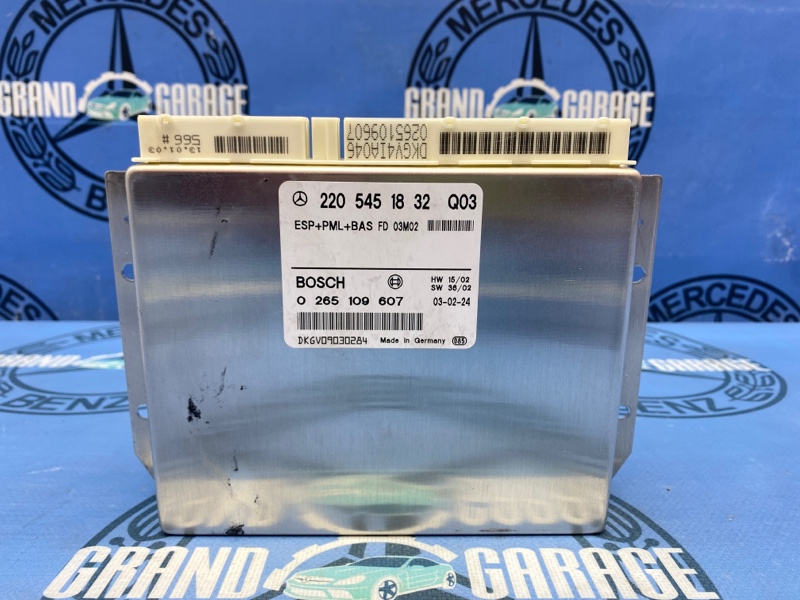 MERCEDES
MERCEDES
GRAND GARAGE
GRAND GARAGE
# 566
13.01.03
DKGV4IA046
0265109607
220 545 18 32 Q03
ESP+PML+BAS FD 03M02
BOSCH
HW 15/02
SW 36/02
0 265 109 607
03-02-24
DKGV09030284
Made in Germany
BENZ
BENZ
GRAND GARAGE